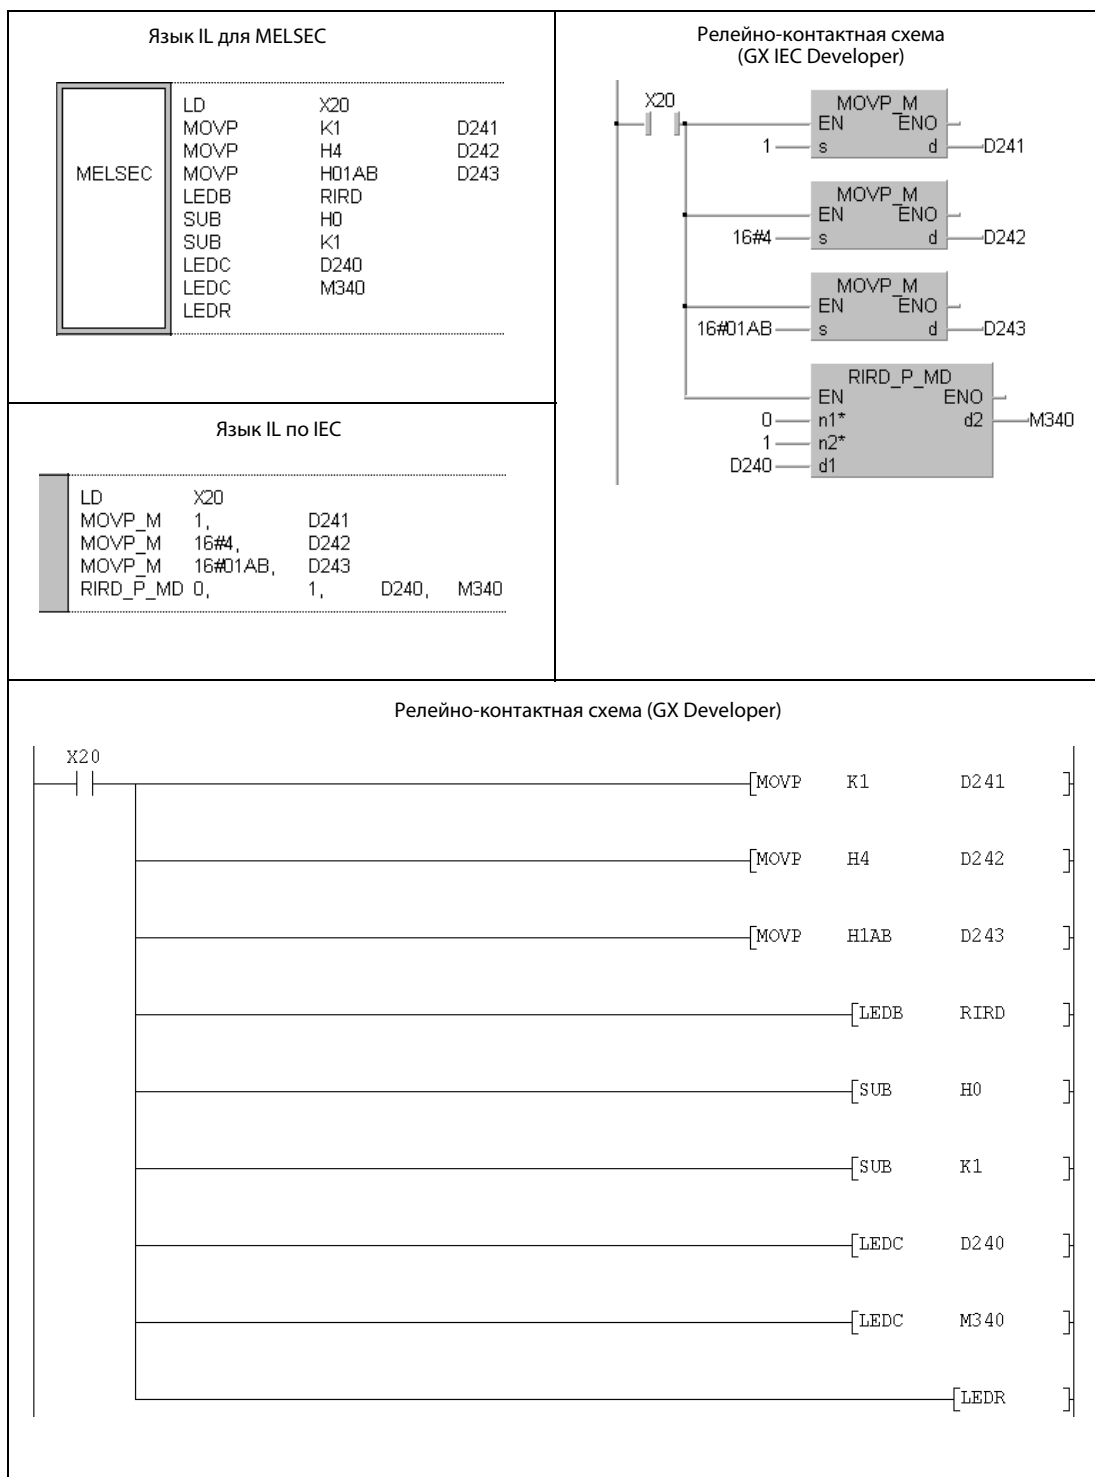 Язык IL для MELSEC
MELSEC
LD X20
MOVP K1 D241
MOVP H4 D242
MOVP H01AB D243
LEDB RIRD
SUB H0
SUB K1
LEDC D240
LEDC M340
LEDR
Релейно-контактная схема
(GX IEC Developer)
X20
MOVP_M
EN ENO
1 s d D241
MOVP_M
EN ENO
16#4 s d D242
MOVP_M
EN ENO
16#01AB s d D243
RIRD_P_MD
EN ENO
0 n1* d2 M340
1 n2*
D240 d1
Язык IL по IEC
LD X20
MOVP_M 1, D241
MOVP_M 16#4, D242
MOVP_M 16#01AB, D243
RIRD_P_MD 0, 1, D240, M340
Релейно-контактная схема (GX Developer)
X20
[MOVP K1 D241 ]
[MOVP H4 D242 ]
[MOVP H1AB D243 ]
[LEDB RIRD ]
[SUB H0 ]
[SUB K1 ]
[LEDC D240 ]
[LEDC M340 ]
[LEDR ]